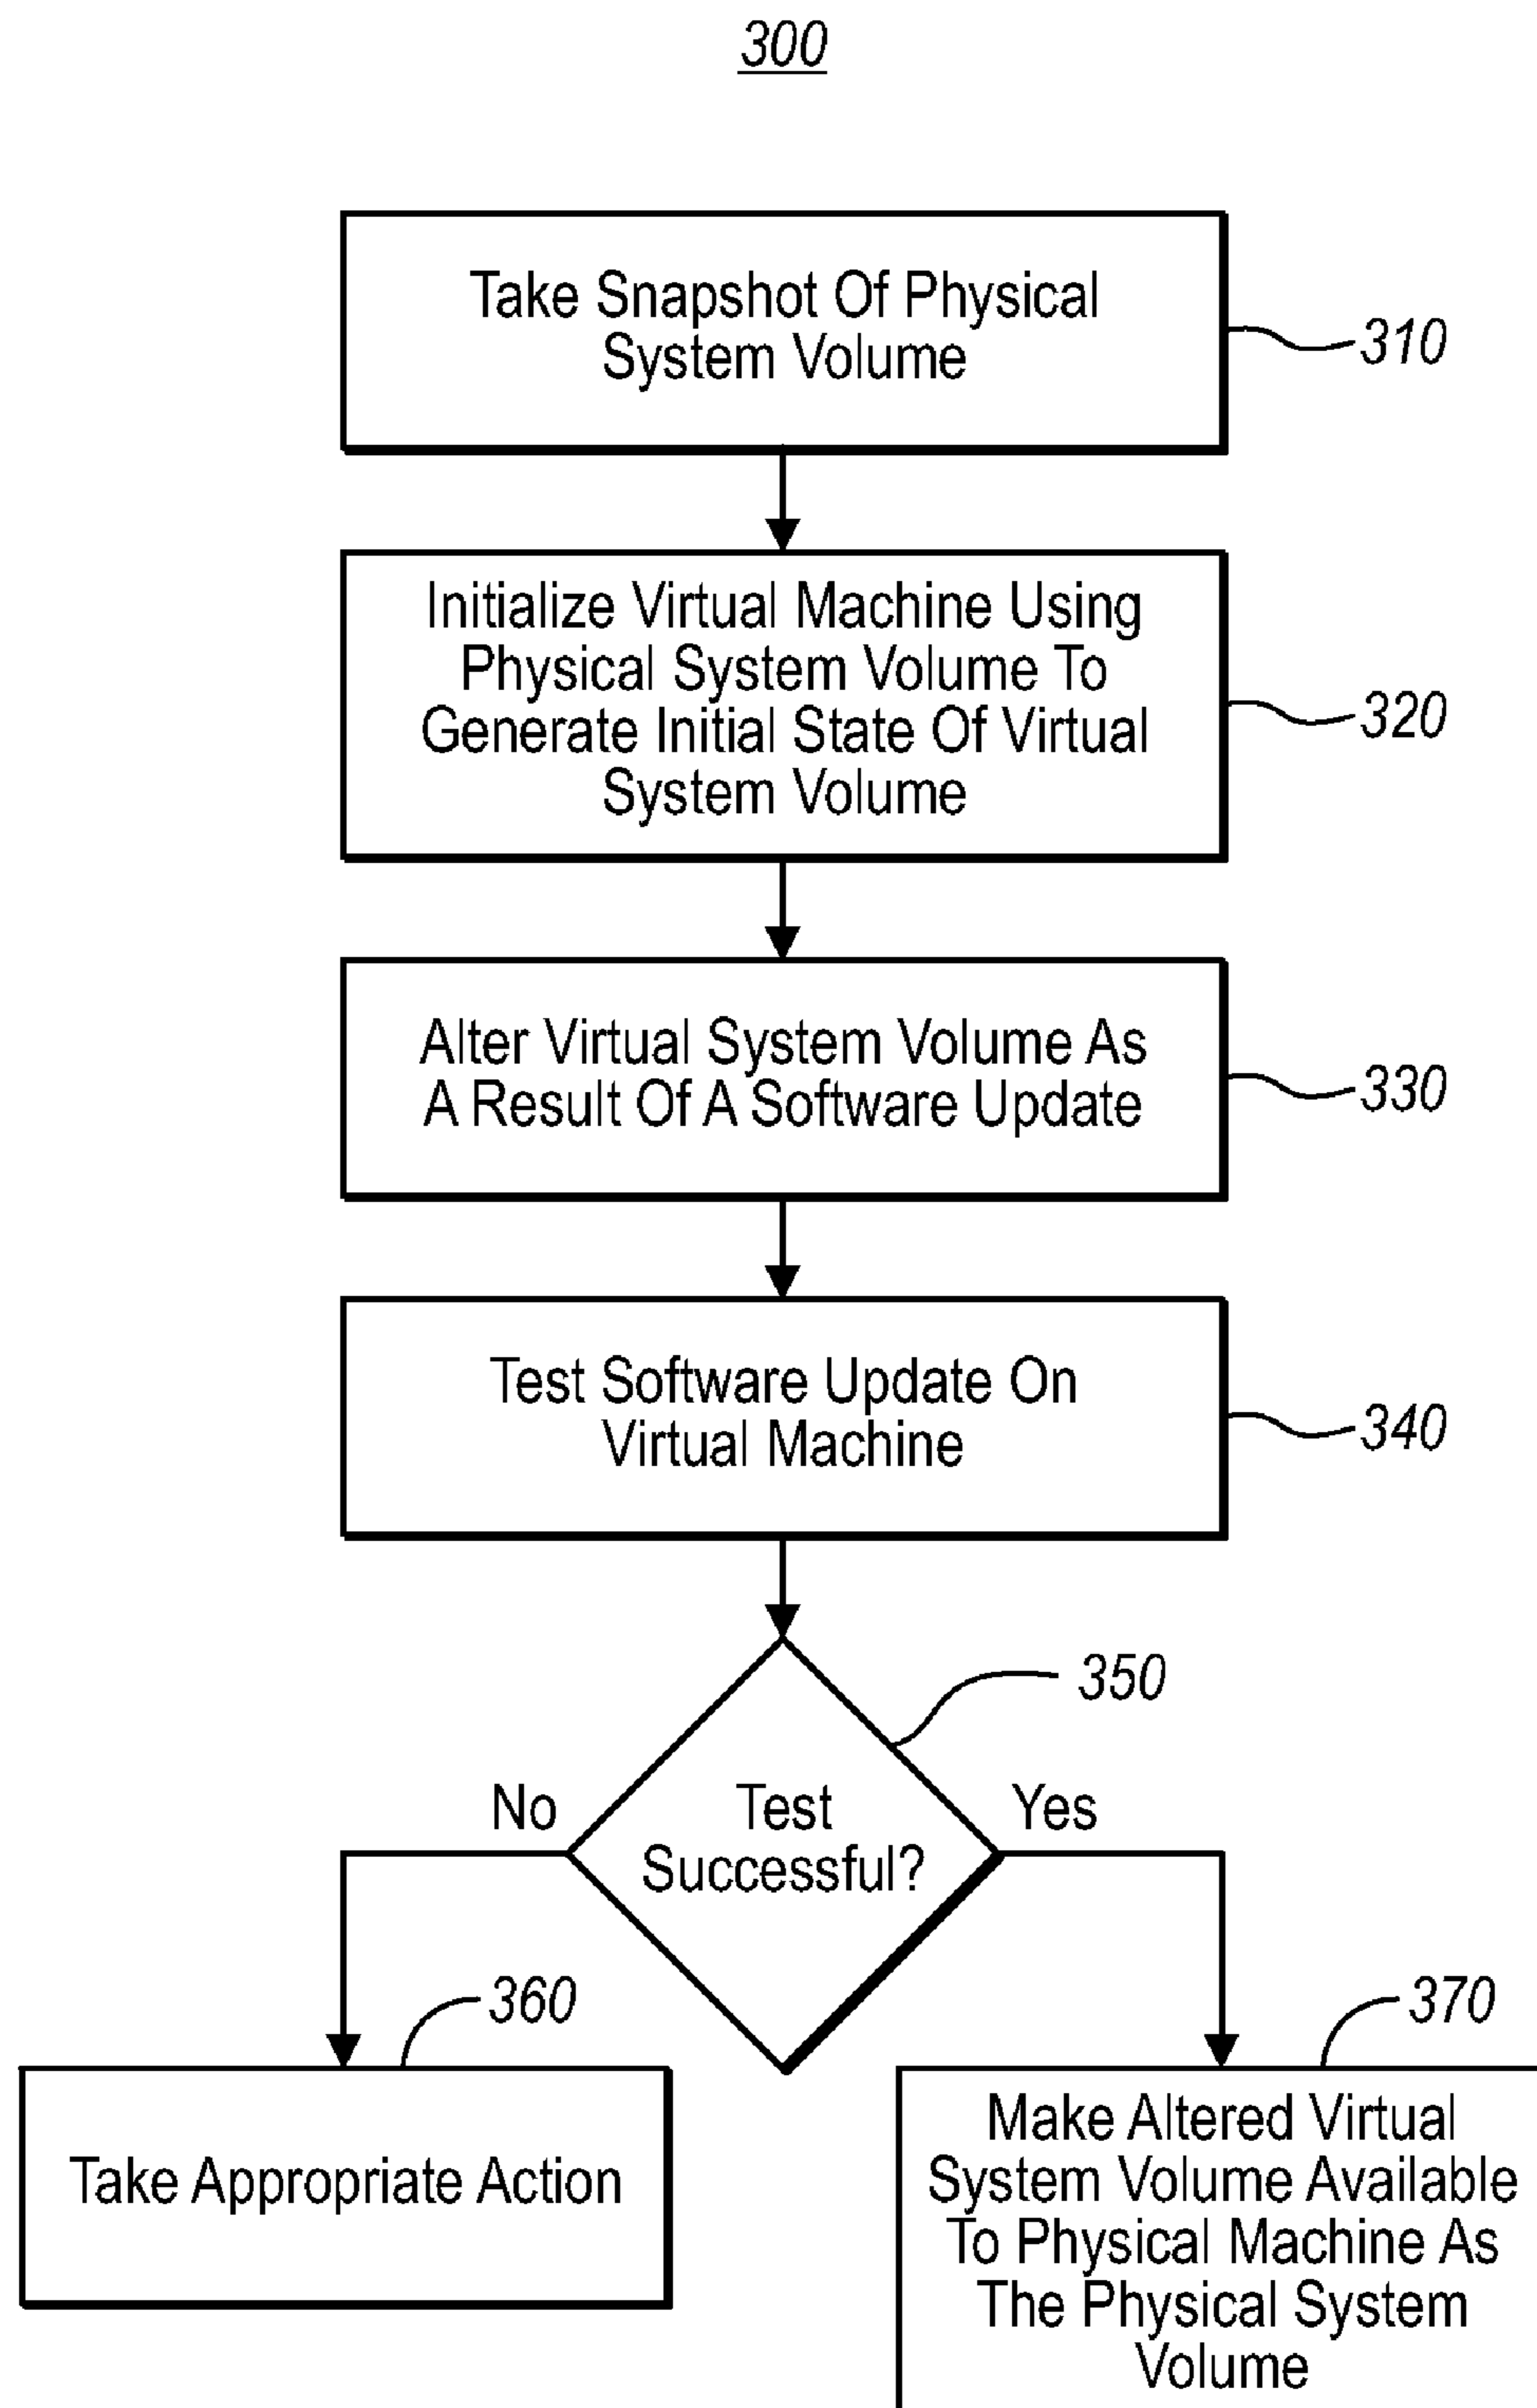 300
Take Snapshot Of Physical
System Volume
310
Initialize Virtual Machine Using
Physical System Volume To
Generate Initial State Of Virtual
System Volume
320
Alter Virtual System Volume As
A Result Of A Software Update
330
Test Software Update On
Virtual Machine
340
350
No
Test
Successful?
Yes
360
Take Appropriate Action
370
Make Altered Virtual
System Volume Available
To Physical Machine As
The Physical System
Volume